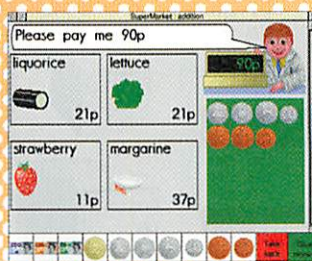 SuperMarket addition
Please pay me 90p
90p
liquorice
21p
lettuce
21p
strawberry
11p
margarine
37p
Take
back